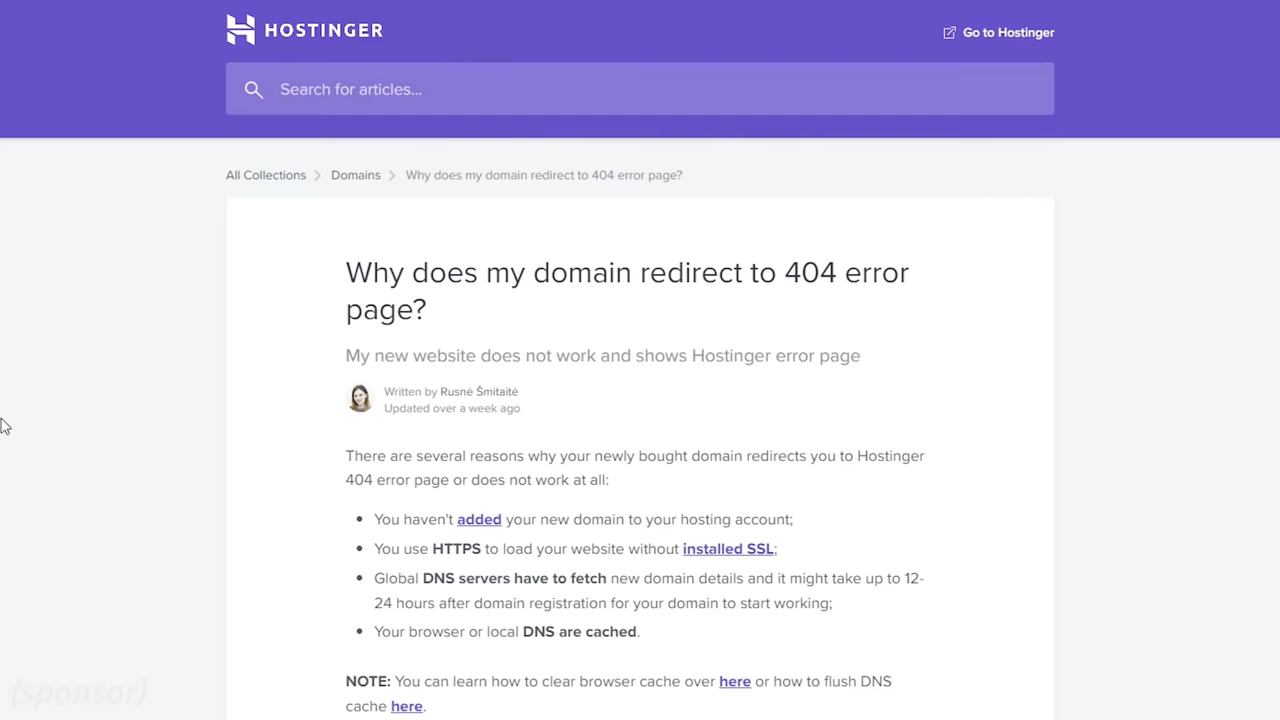 HOSTINGER
Go to Hostinger
Search for articles...
All Collections > Domains > Why does my domain redirect to 404 error page?
Why does my domain redirect to 404 error
page?
My new website does not work and shows Hostinger error page
Written by Rusnė Šmitaitė
Updated over a week ago
There are several reasons why your newly bought domain redirects you to Hostinger
404 error page or does not work at all:
• You haven't added your new domain to your hosting account;
• You use HTTPS to load your website without installed SSL;
• Global DNS servers have to fetch new domain details and it might take up to 12-
24 hours after domain registration for your domain to start working;
• Your browser or local DNS are cached.
NOTE: You can learn how to clear browser cache over here or how to flush DNS
cache here.
(sponsor)